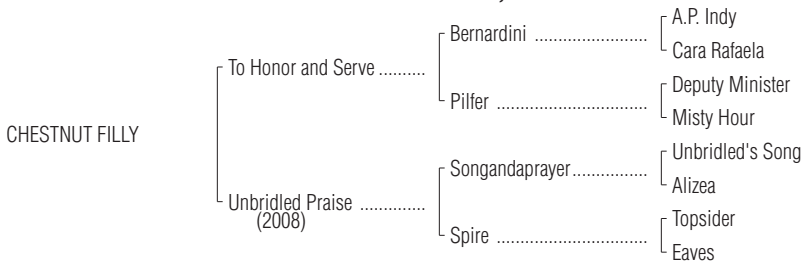 A.P. Indy
Bernardini ........................
Cara Rafaela
To Honor and Serve ..........
Deputy Minister
Pilfer ................................
Misty Hour
CHESTNUT FILLY
Unbridled's Song
Songandaprayer................
Alizea
Unbridled Praise ..............
(2008)
Topsider
Spire ................................
Eaves